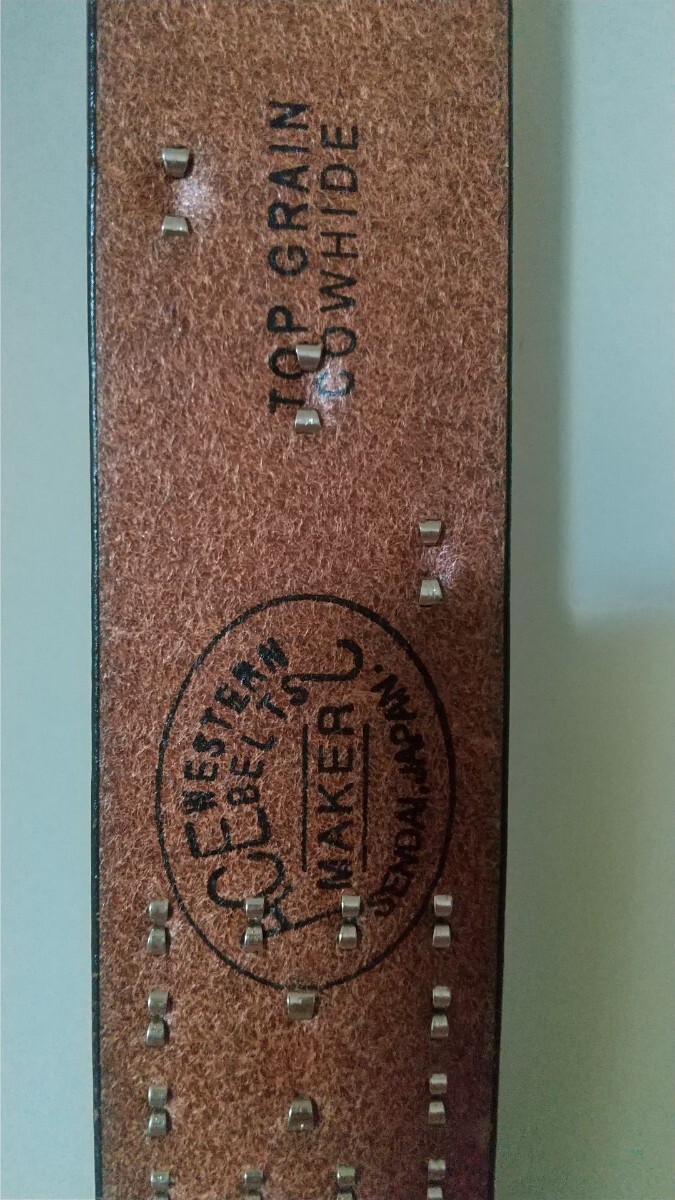 TOP GRAIN
COWHIDE
WESTERN
BELTS
MAKER
SENDAI, JAPAN.